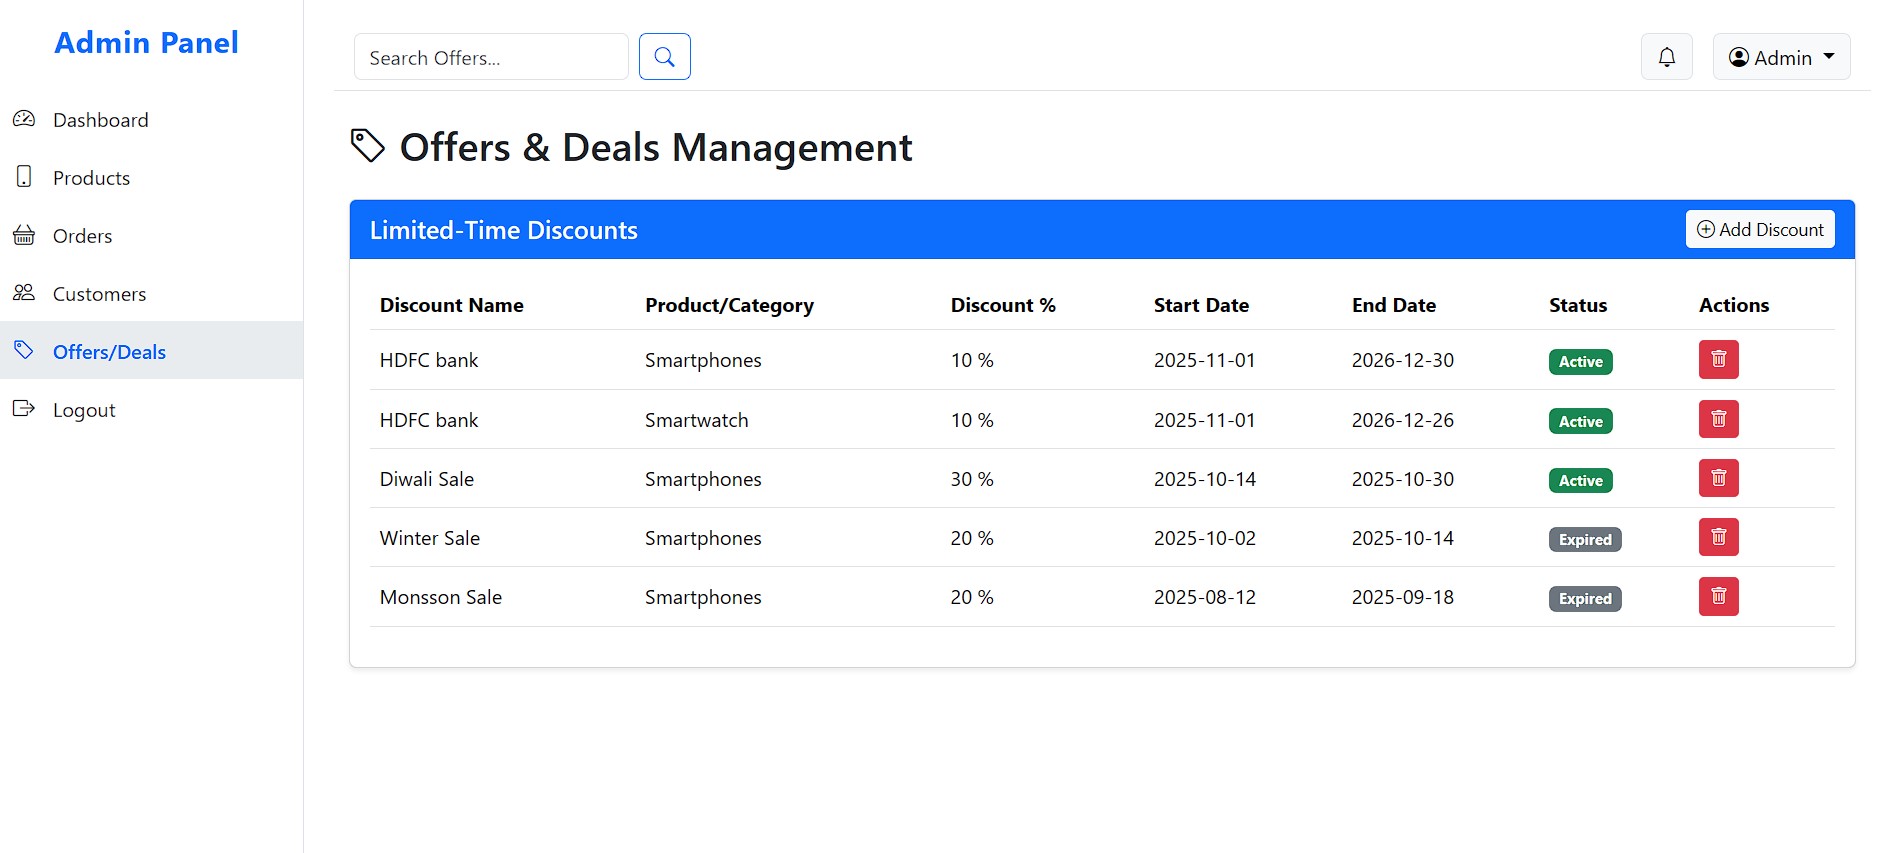 Admin Panel
Search Offers...
Admin
Dashboard
Products
Orders
Customers
Offers/Deals
Logout
Offers & Deals Management
Limited-Time Discounts
Add Discount
Discount Name Product/Category Discount % Start Date End Date Status Actions
HDFC bank Smartphones 10 % 2025-11-01 2026-12-30 Active
HDFC bank Smartwatch 10 % 2025-11-01 2026-12-26 Active
Diwali Sale Smartphones 30 % 2025-10-14 2025-10-30 Active
Winter Sale Smartphones 20 % 2025-10-02 2025-10-14 Expired
Monsson Sale Smartphones 20 % 2025-08-12 2025-09-18 Expired